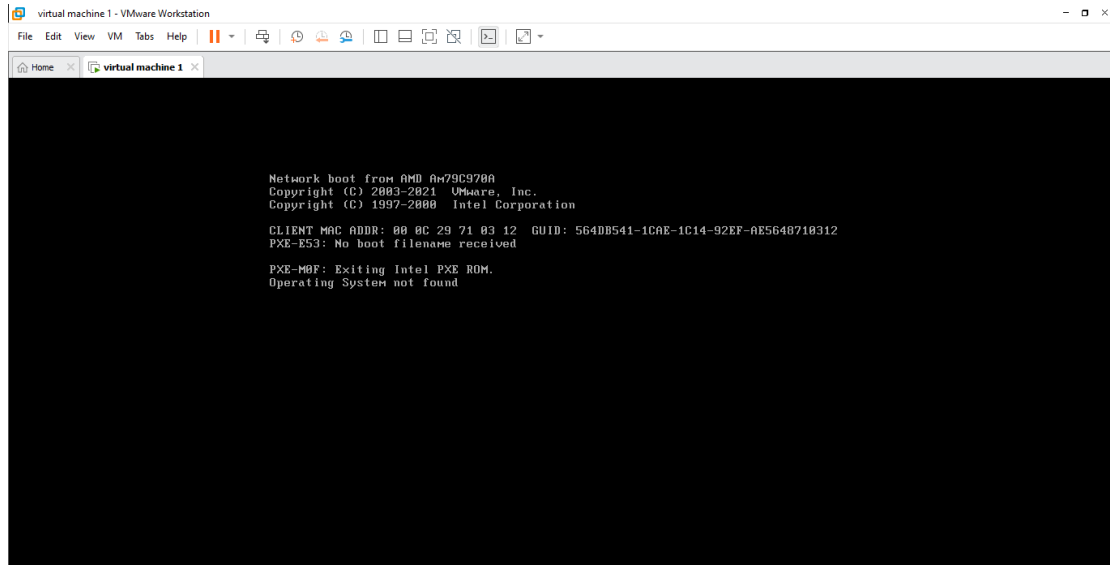 virtual machine 1 - VMware Workstation
File Edit View VM Tabs Help
Home virtual machine 1
Network boot from AMD Am79C970A
Copyright (C) 2003-2021 VMware, Inc.
Copyright (C) 1997-2000 Intel Corporation
CLIENT MAC ADDR: 00 0C 29 71 03 12 GUID: 564DB541-1CAE-1C14-92EF-AE5648710312
PXE-E53: No boot filename received
PXE-M0F: Exiting Intel PXE ROM.
Operating System not found